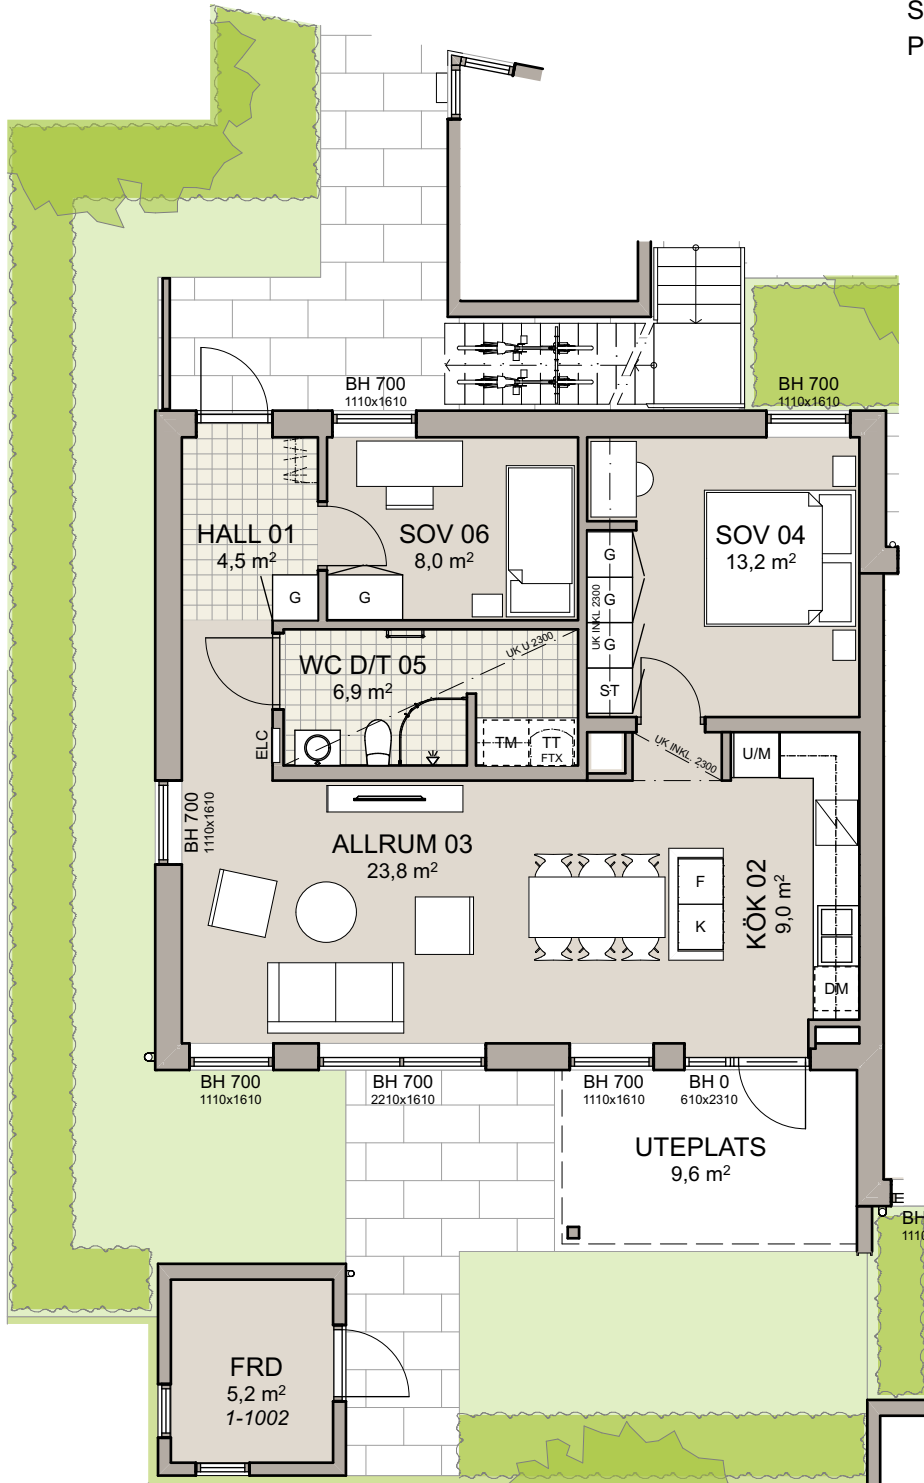 S
P
BH 700
1110x1610
BH 700
1110x1610
HALL 01
4,5 m²
SOV 06
8,0 m²
SOV 04
13,2 m²
G
G
G
G
G
ST
UK INKL 2300
WC D/T 05
6,9 m²
UK U 2300
ELC
TM
TT
FTX
UK INKL 2300
U/M
BH 700
1110x1610
ALLRUM 03
23,8 m²
F
K
KÖK 02
9,0 m²
DM
BH 700
1110x1610
BH 700
2210x1610
BH 700
1110x1610
BH 0
610x2310
UTEPLATS
9,6 m²
E
BH
1110
FRD
5,2 m²
1-1002